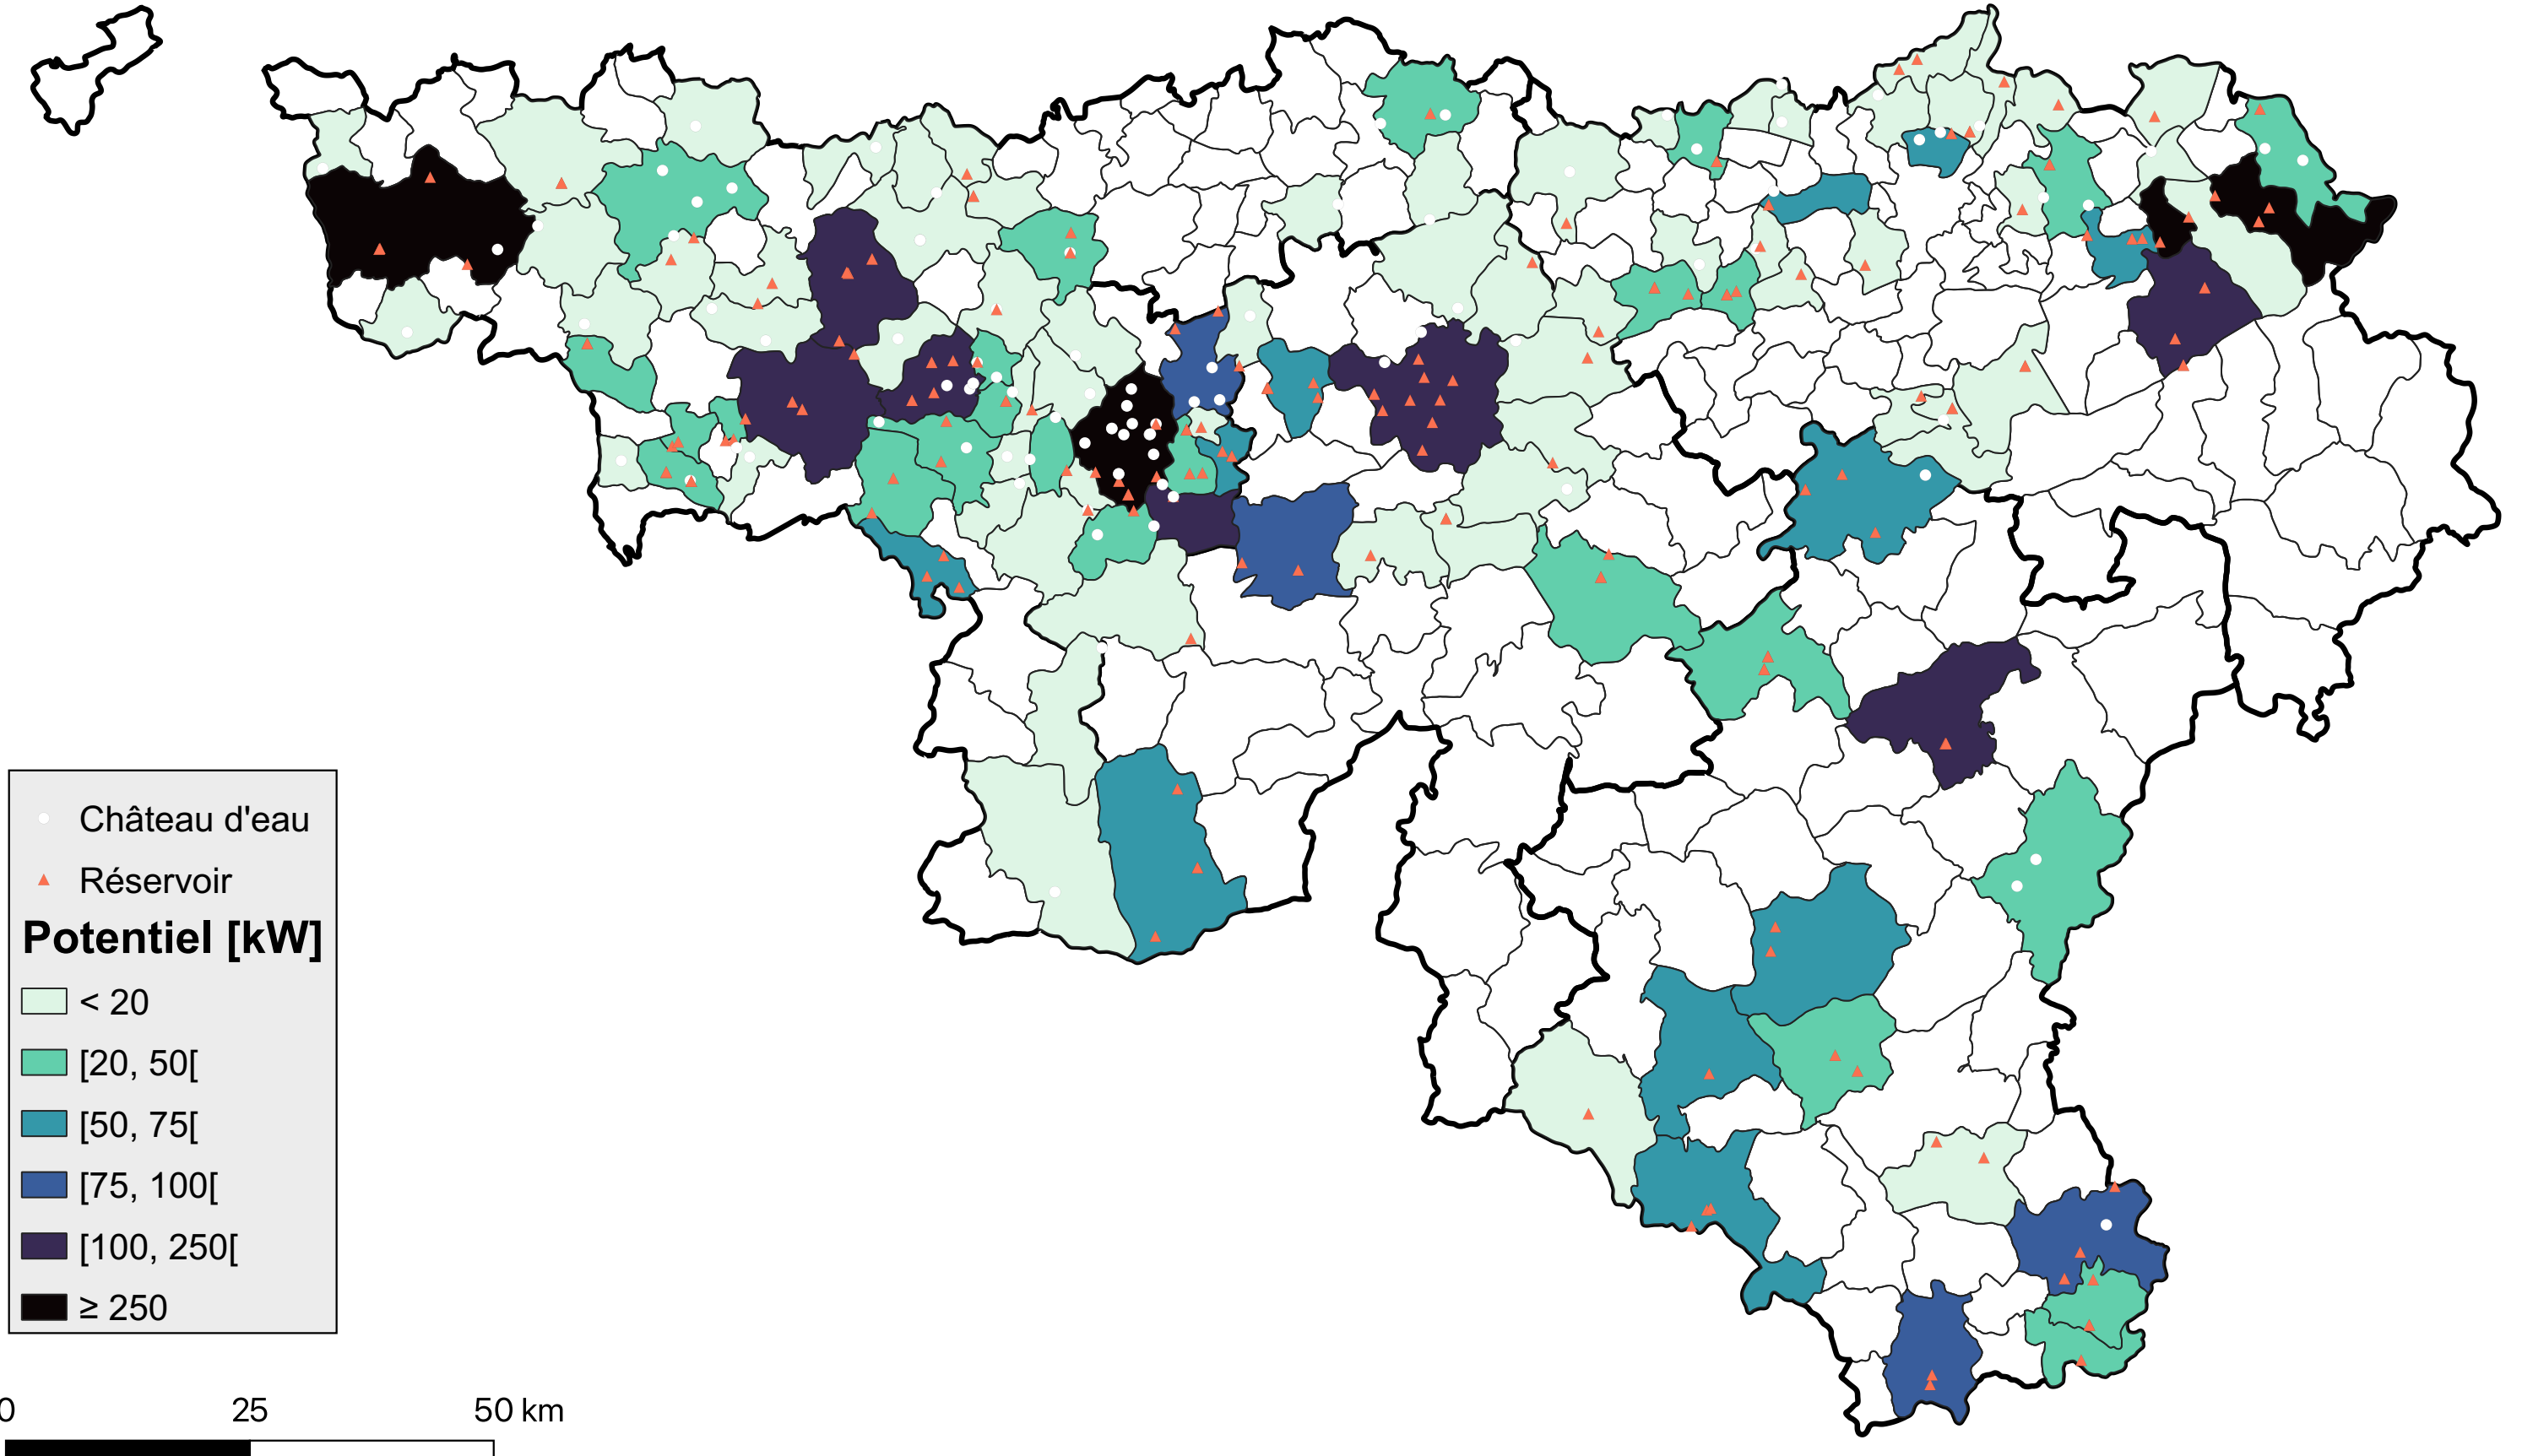 Château d'eau
Réservoir
Potentiel [kW]
< 20
[20, 50[
[50, 75[
[75, 100[
[100, 250[
≥ 250
0 25 50 km